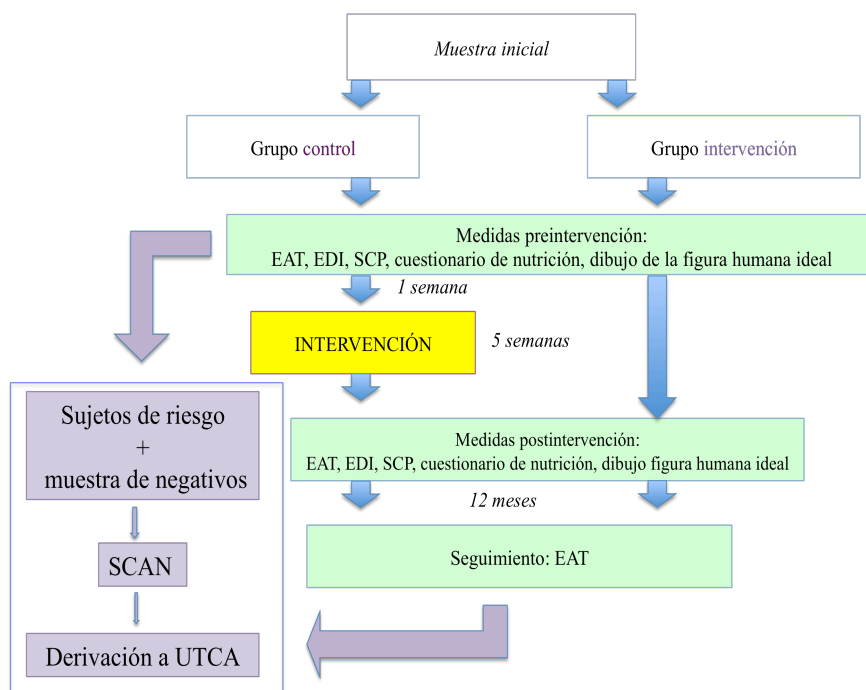 Muestra inicial
Grupo control
Grupo intervención
Medidas preintervención:
EAT, EDI, SCP, cuestionario de nutrición, dibujo de la figura humana ideal
1 semana
INTERVENCIÓN
5 semanas
Sujetos de riesgo
+
muestra de negativos
Medidas postintervención:
EAT, EDI, SCP, cuestionario de nutrición, dibujo figura humana ideal
12 meses
SCAN
Seguimiento: EAT
Derivación a UTCA